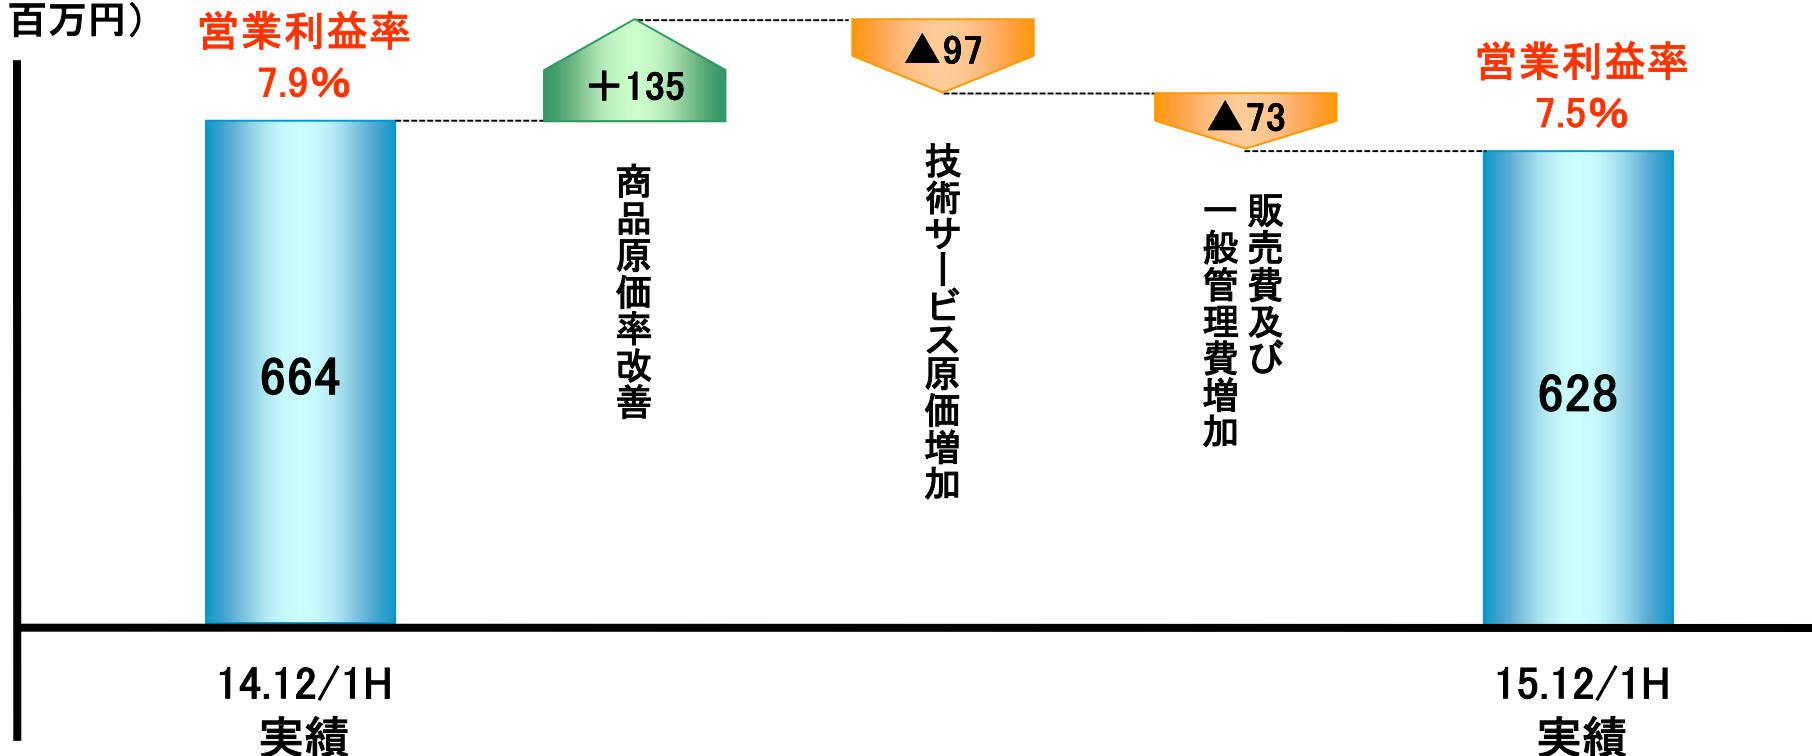 百万円）
営業利益率
7.9%
664
14.12/1H
実績
＋135
商品原価率改善
▲97
技術サービス原価増加
▲73
販売費及び
一般管理費増加
営業利益率
7.5%
628
15.12/1H
実績